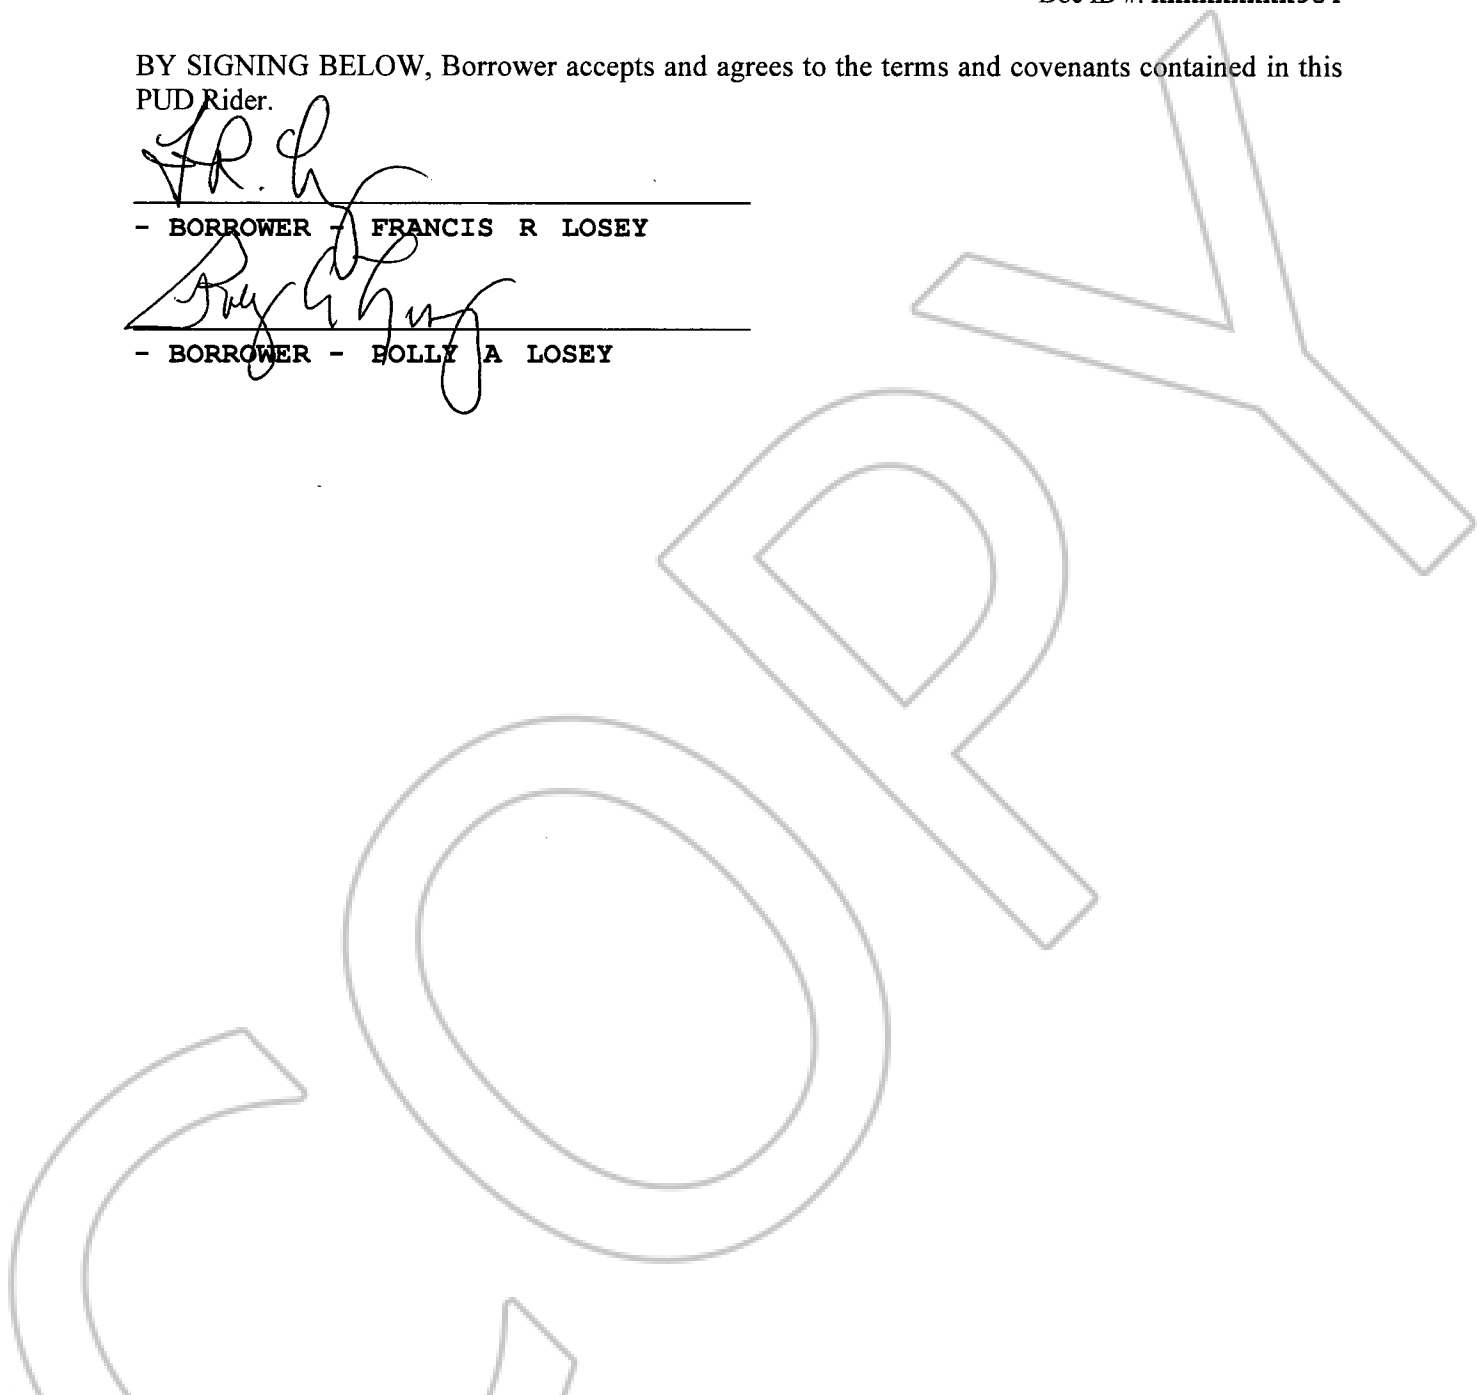 BY SIGNING BELOW, Borrower accepts and agrees to the terms and covenants contained in this
PUD Rider.
- BORROWER - FRANCIS R LOSEY
- BORROWER - POLLY A LOSEY
COPY